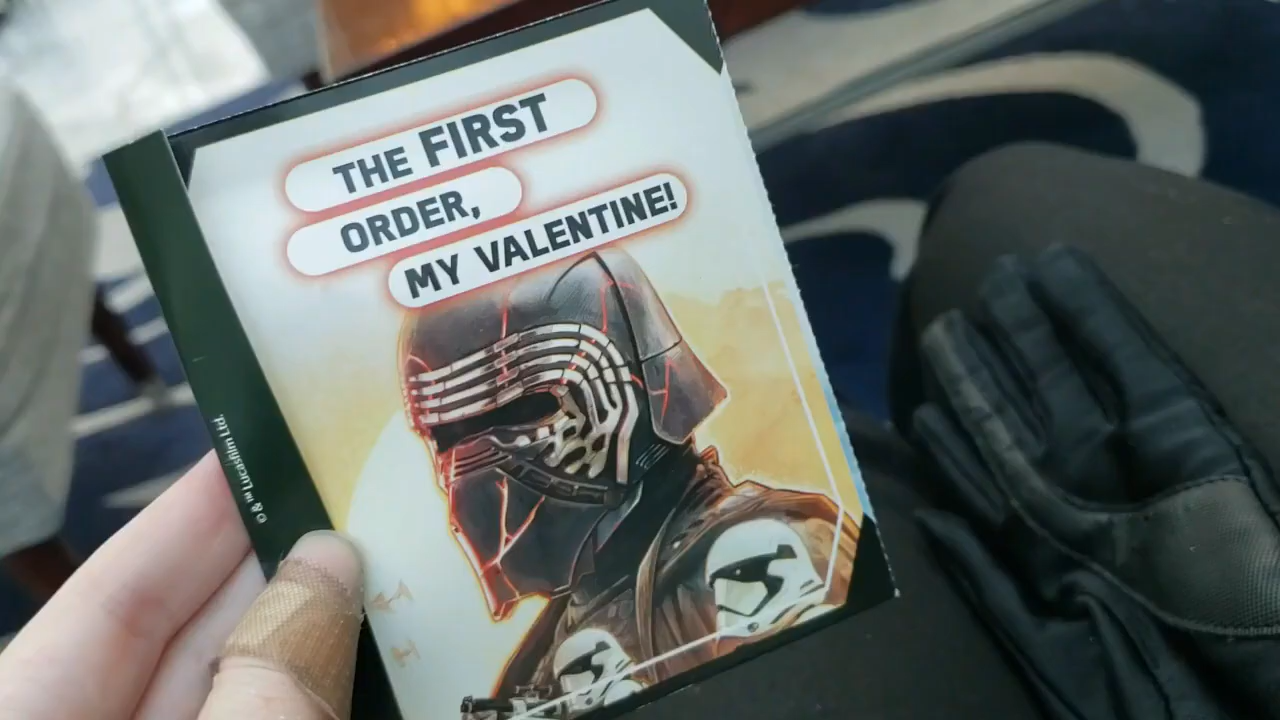 THE FIRST
ORDER,
MY VALENTINE!
© & ™ Lucasfilm Ltd.